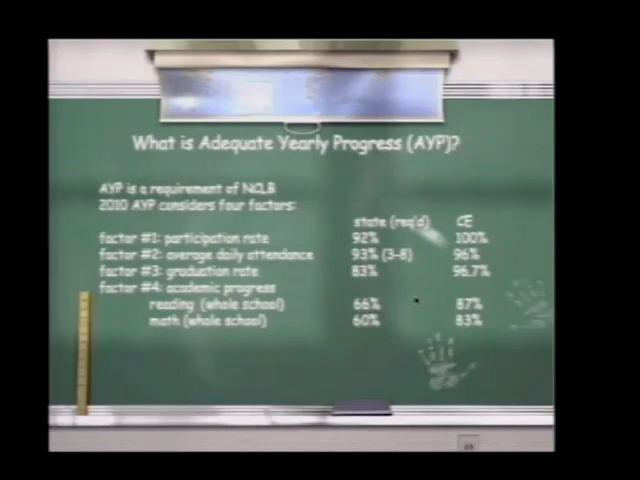 What is Adequate Yearly Progress (AYP)?
AYP is a requirement of NCLB
2010 AYP considers four factors:
state (req'd) CE
factor #1: participation rate 92% 100%
factor #2: average daily attendance 93% (3-8) 96%
factor #3: graduation rate 83% 96.7%
factor #4: academic progress
reading (whole school) 66% 87%
math (whole school) 60% 83%